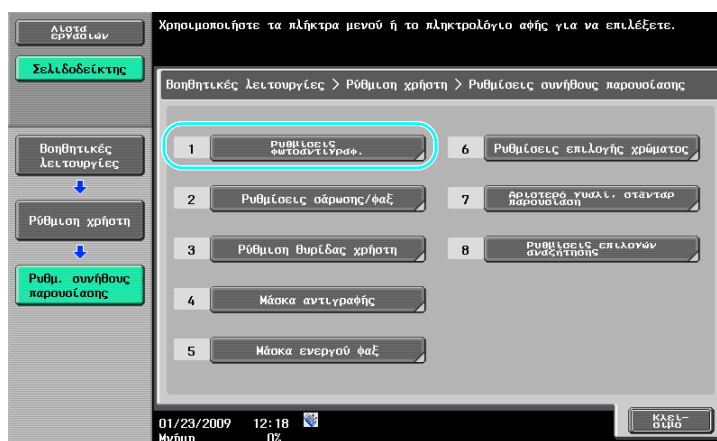 Λίστα
εργασιών
Χρησιμοποιήστε τα πλήκτρα μενού ή το πληκτρολόγιο αφής για να επιλέξετε.
Σελιδοδείκτης
Βοηθητικές λειτουργίες > Ρύθμιση χρήστη > Ρυθμίσεις συνήθους παρουσίασης
Βοηθητικές
λειτουργίες
Ρύθμιση χρήστη
Ρυθμ. συνήθους
παρουσίασης
1 Ρυθμίσεις
φωτοαντιγραφ.
2 Ρυθμίσεις σάρωσης/φαξ
3 Ρύθμιση θυρίδας χρήστη
4 Μάσκα αντιγραφής
5 Μάσκα ενεργού φαξ
6 Ρυθμίσεις επιλογής χρώματος
7 Αριστερό γυαλί, στάνταρ
παρουσίαση
8 Ρυθμίσεις επιλογών
αναζήτησης
01/23/2009 12:18
Μνήμη 0%
Κλεί-
σιμο